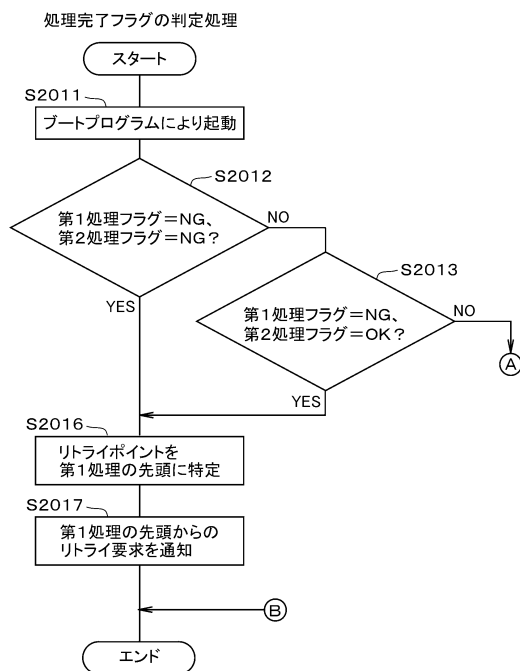 処理完了フラグの判定処理
スタート
S2011
ブートプログラムにより起動
S2012
第1処理フラグ=NG、
第2処理フラグ=NG?
NO
YES
S2013
第1処理フラグ=NG、
第2処理フラグ=OK?
NO
YES
A
S2016
リトライポイントを
第1処理の先頭に特定
S2017
第1処理の先頭からの
リトライ要求を通知
B
エンド